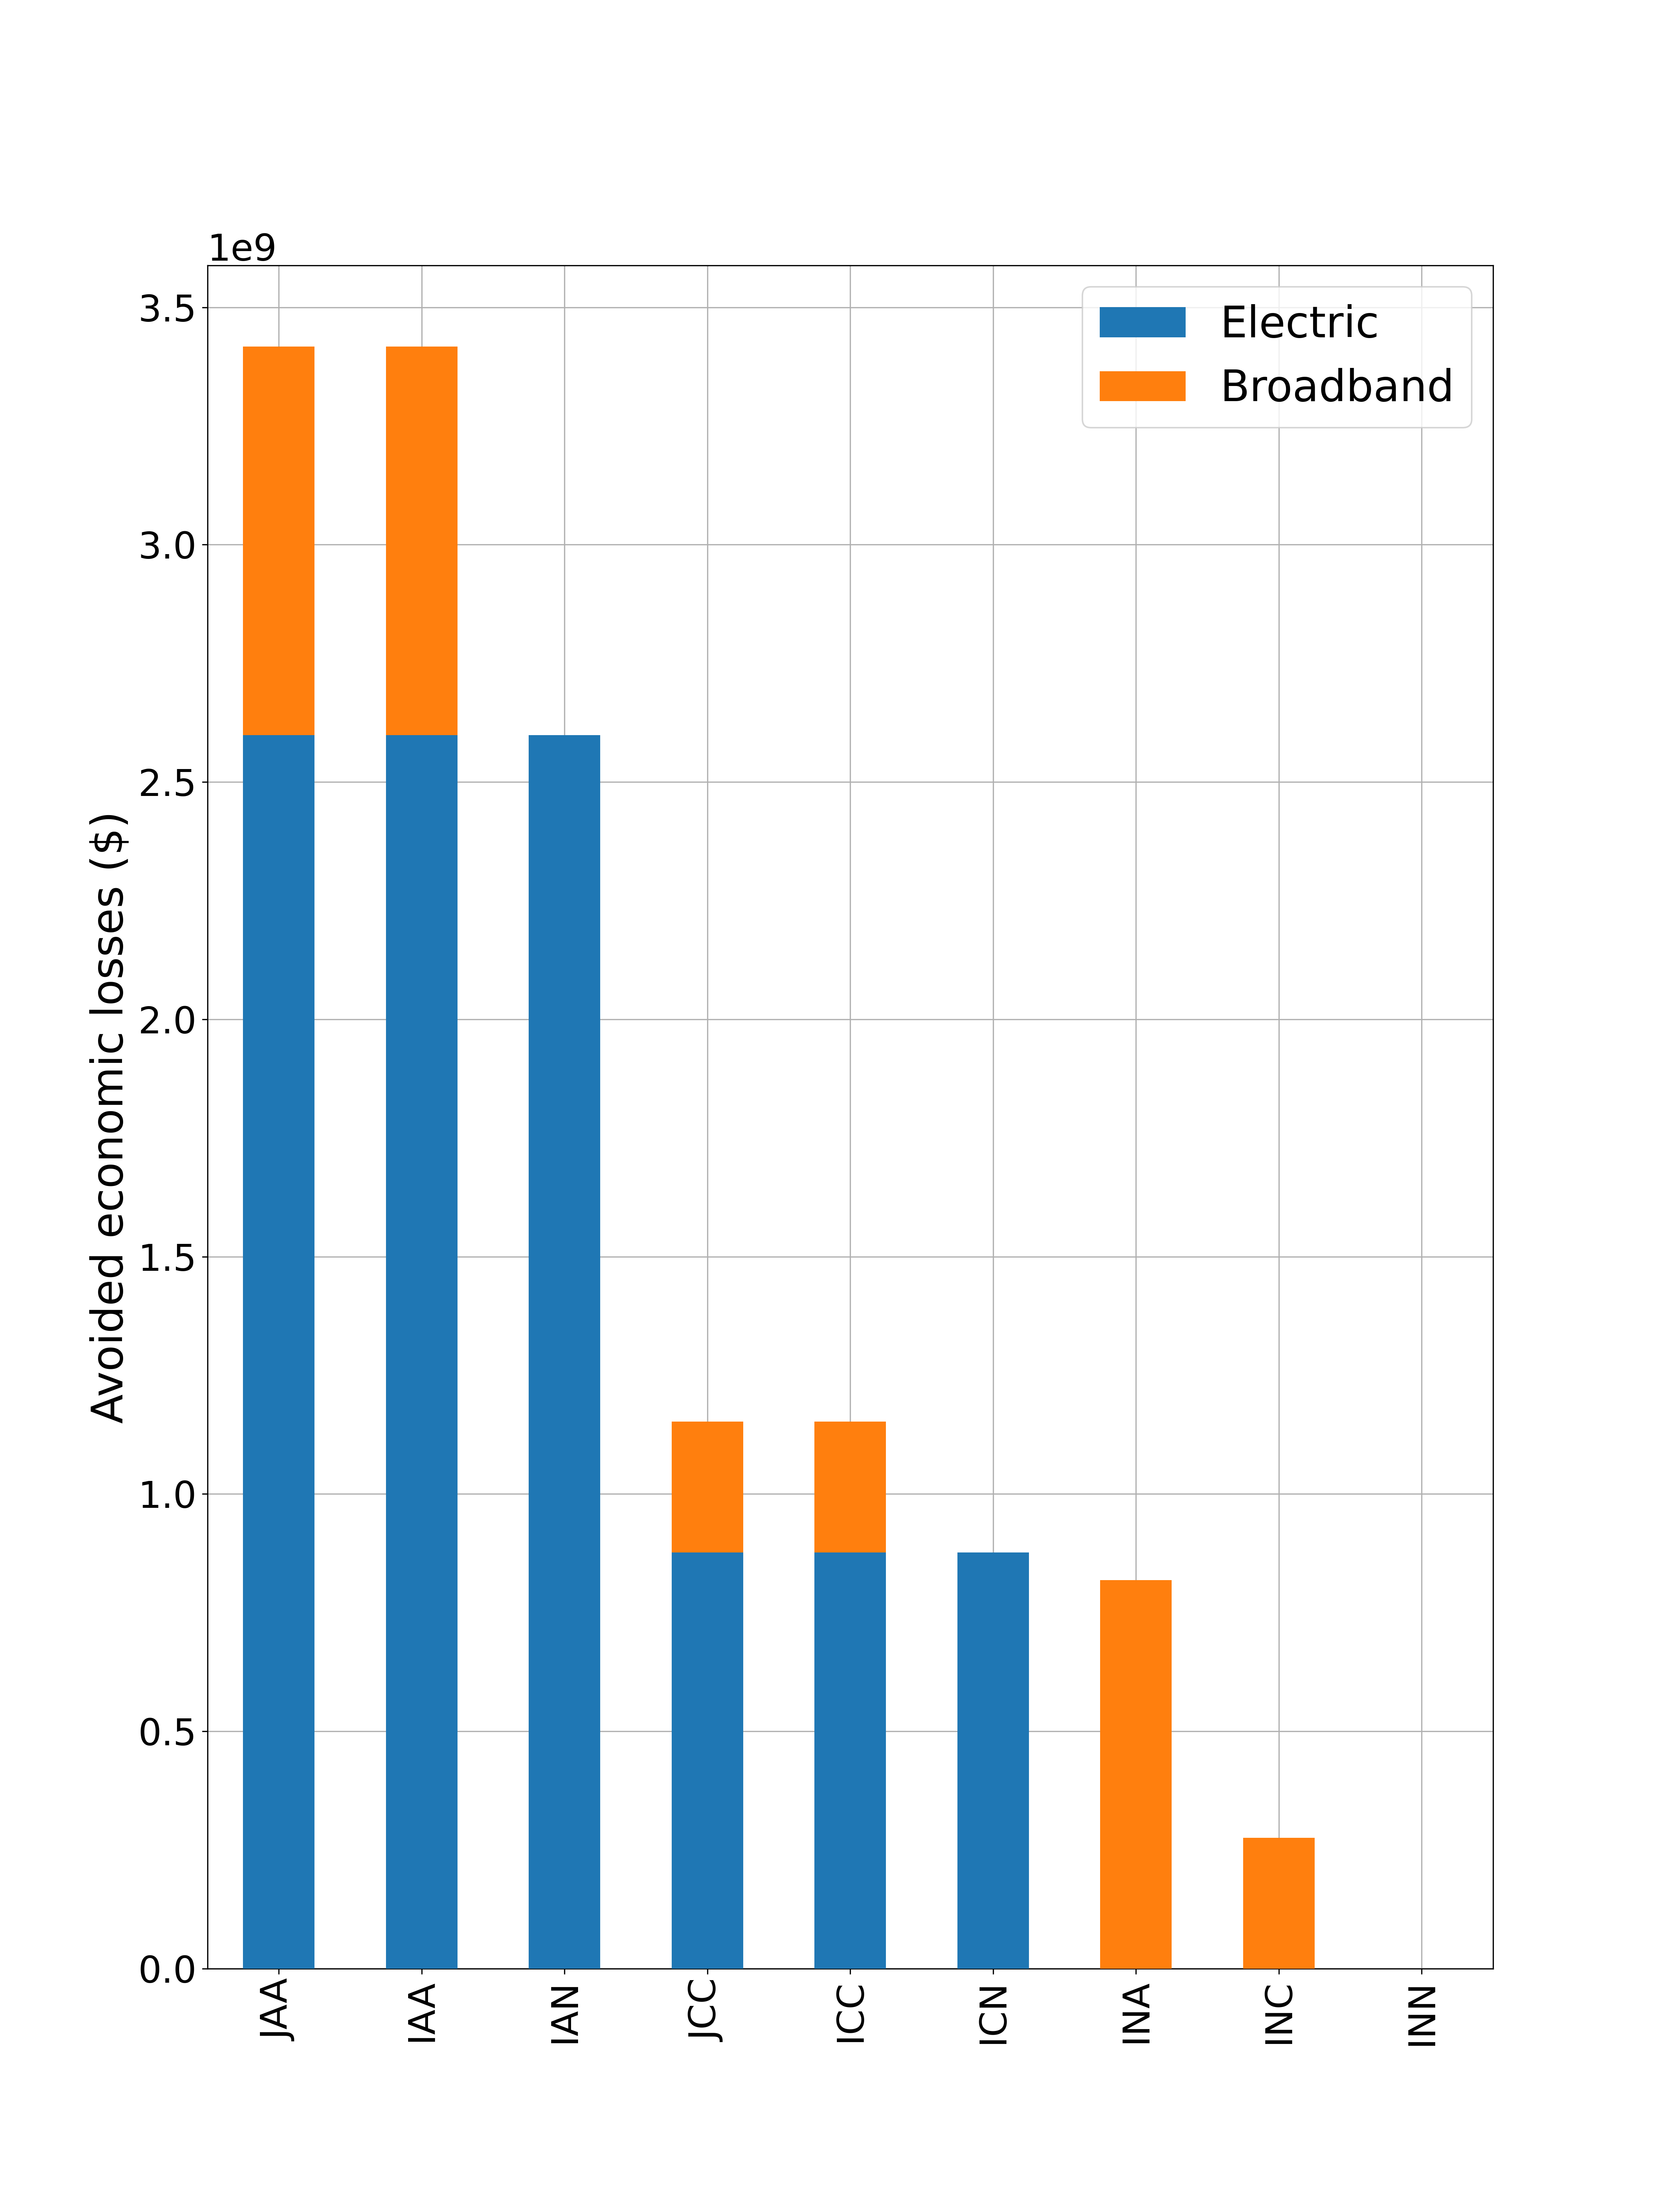 1e9
3.5
3.0
2.5
2.0
1.5
1.0
0.5
0.0
Avoided economic losses ($)
Electric
Broadband
JAA
IAA
IAN
JCC
ICC
ICN
INA
INC
INN